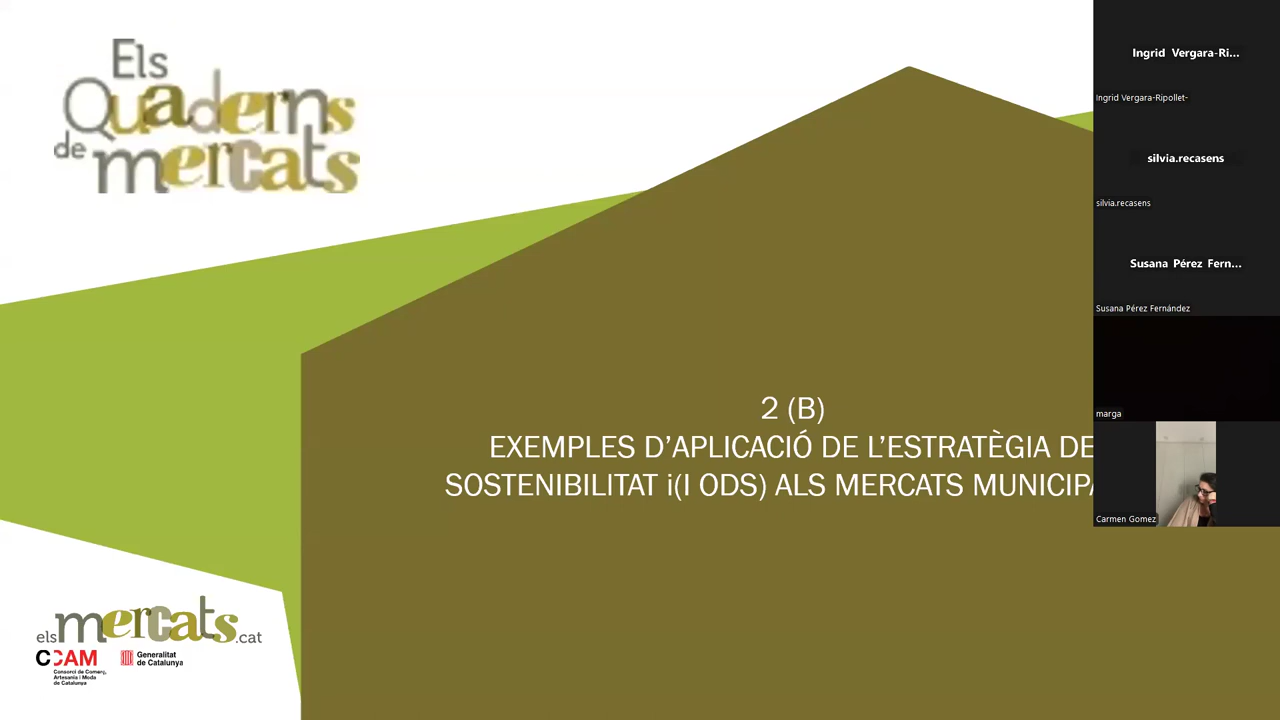 Els
Quaderns
de mercats
2 (B)
EXEMPLES D'APLICACIÓ DE L'ESTRATÈGIA DE
SOSTENIBILITAT i(I ODS) ALS MERCATS MUNICIPA
elsmercats.cat
CCAM
Consorci de Comerç,
Artesania i Moda
de Catalunya
Generalitat
de Catalunya
Ingrid Vergara-Ri...
Ingrid Vergara-Ripollet-
silvia.recasens
silvia.recasens
Susana Pérez Fern...
Susana Pérez Fernández
marga
Carmen Gomez